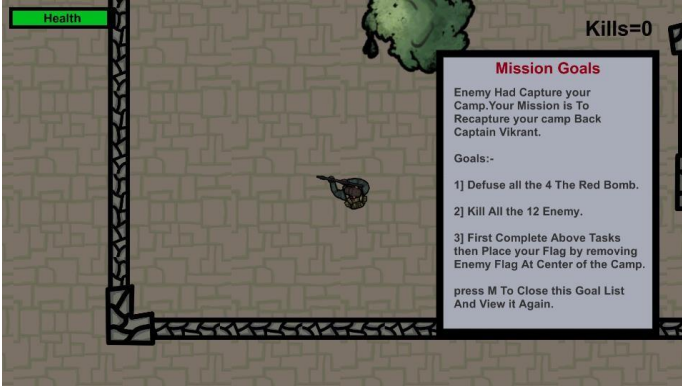 Health
Kills=0
Mission Goals
Enemy Had Capture your
Camp.Your Mission is To
Recapture your camp Back
Captain Vikrant.
Goals:-
1] Defuse all the 4 The Red Bomb.
2] Kill All the 12 Enemy.
3] First Complete Above Tasks
then Place your Flag by removing
Enemy Flag At Center of the Camp.
press M To Close this Goal List
And View it Again.